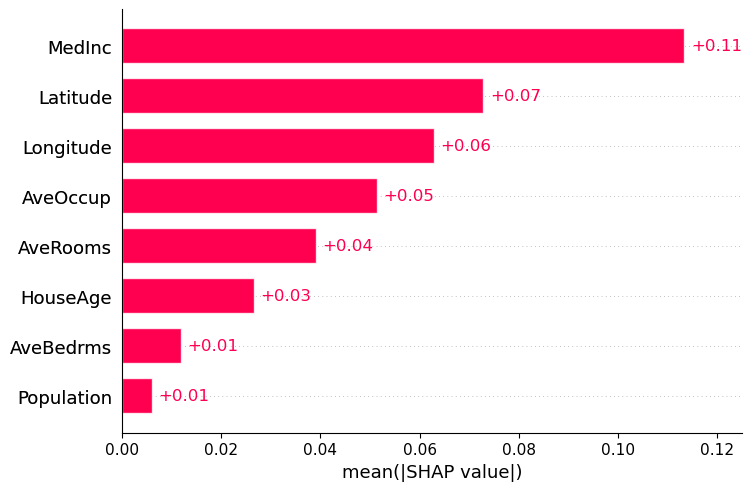 MedInc +0.11
Latitude +0.07
Longitude +0.06
AveOccup +0.05
AveRooms +0.04
HouseAge +0.03
AveBedrms +0.01
Population +0.01
0.00 0.02 0.04 0.06 0.08 0.10 0.12
mean(|SHAP value|)